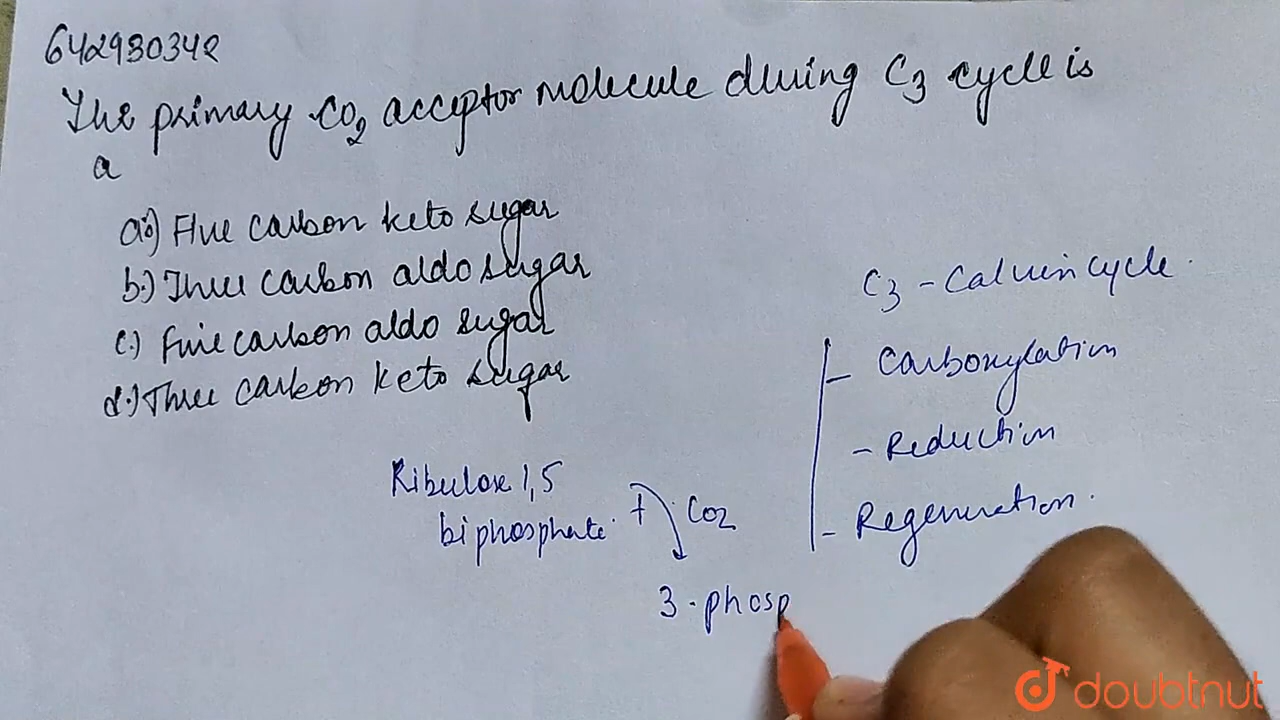 642930342
The primary CO2 acceptor molecule during C3 cycle is
a
a.) Five carbon keto sugar
b.) Three carbon aldo sugar
c.) Five carbon aldo sugar
d.) Three carbon keto sugar
C3 - Calvin cycle.
- Carboxylation
- Reduction
- Regeneration.
Ribulose 1,5
biphosphate + CO2
3-phosp
doubtnut